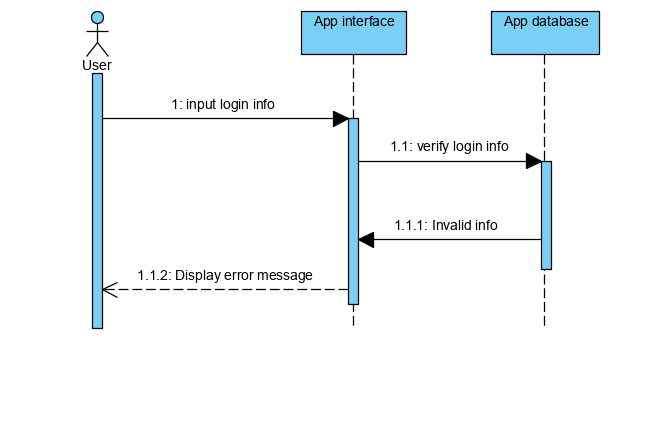 App interface
App database
User
1: input login info
1.1: verify login info
1.1.1: Invalid info
1.1.2: Display error message